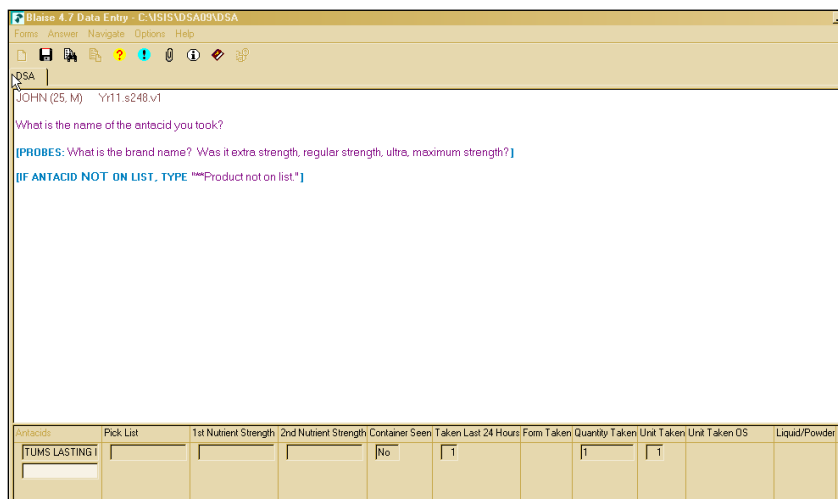 Blaise 4.7 Data Entry - C:\ISIS\DSA09\DSA
Forms Answer Navigate Options Help
DSA
JOHN (25, M) Yr11.s248.v1
What is the name of the antacid you took?
[PROBES: What is the brand name? Was it extra strength, regular strength, ultra, maximum strength?]
[IF ANTACID NOT ON LIST, TYPE "**Product not on list."]
Antacids Pick List 1st Nutrient Strength 2nd Nutrient Strength Container Seen Taken Last 24 Hours Form Taken Quantity Taken Unit Taken Unit Taken OS Liquid/Powder
TUMS LASTING No 1 1 1